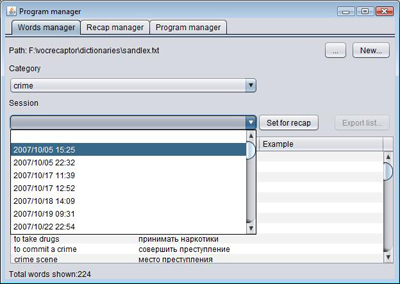 Program manager
Words manager Recap manager Program manager
Path: F:\vocrecaptor\dictionaries\sandlex.txt ... New...
Category
crime
Session
Set for recap Export list...
Example
2007/10/05 15:25
2007/10/05 22:32
2007/10/17 11:39
2007/10/17 12:52
2007/10/18 14:09
2007/10/19 09:31
2007/10/22 22:54
to take drugs принимать наркотики
to commit a crime совершить преступление
crime scene место преступления
Total words shown:224